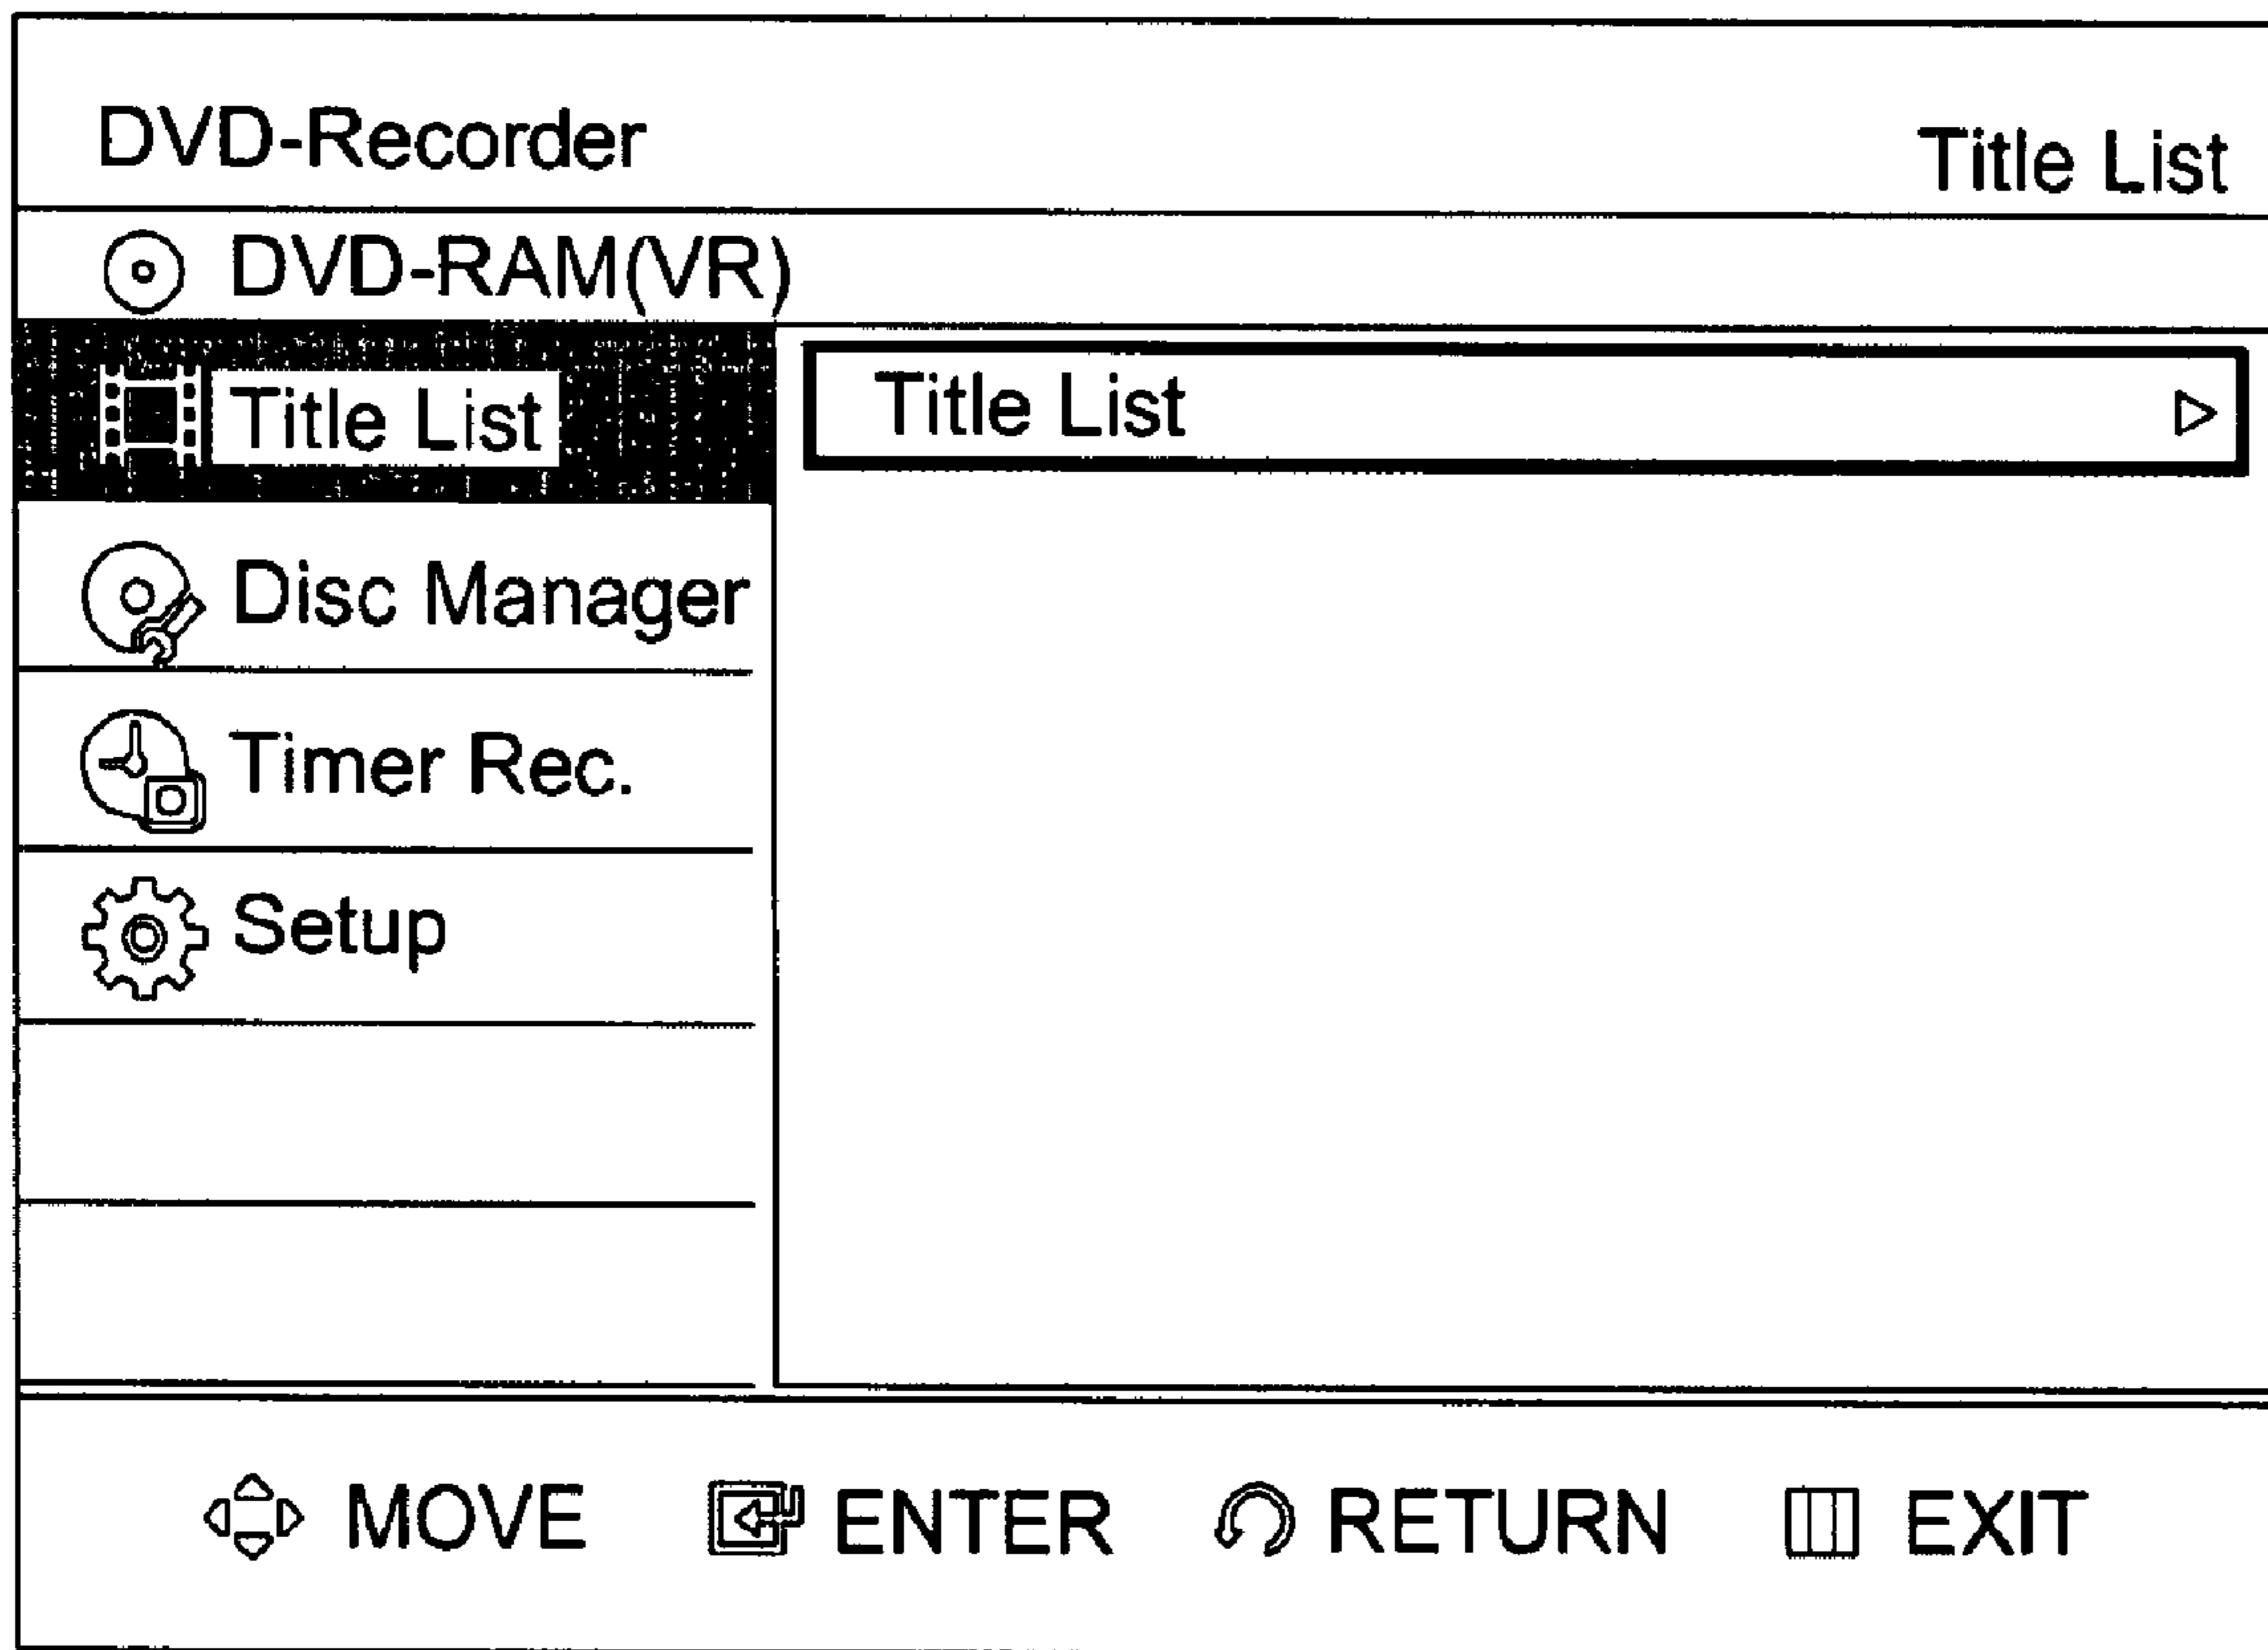 DVD-Recorder
Title List
DVD-RAM(VR)
Title List
Title List
Disc Manager
Timer Rec.
Setup
MOVE ENTER RETURN EXIT